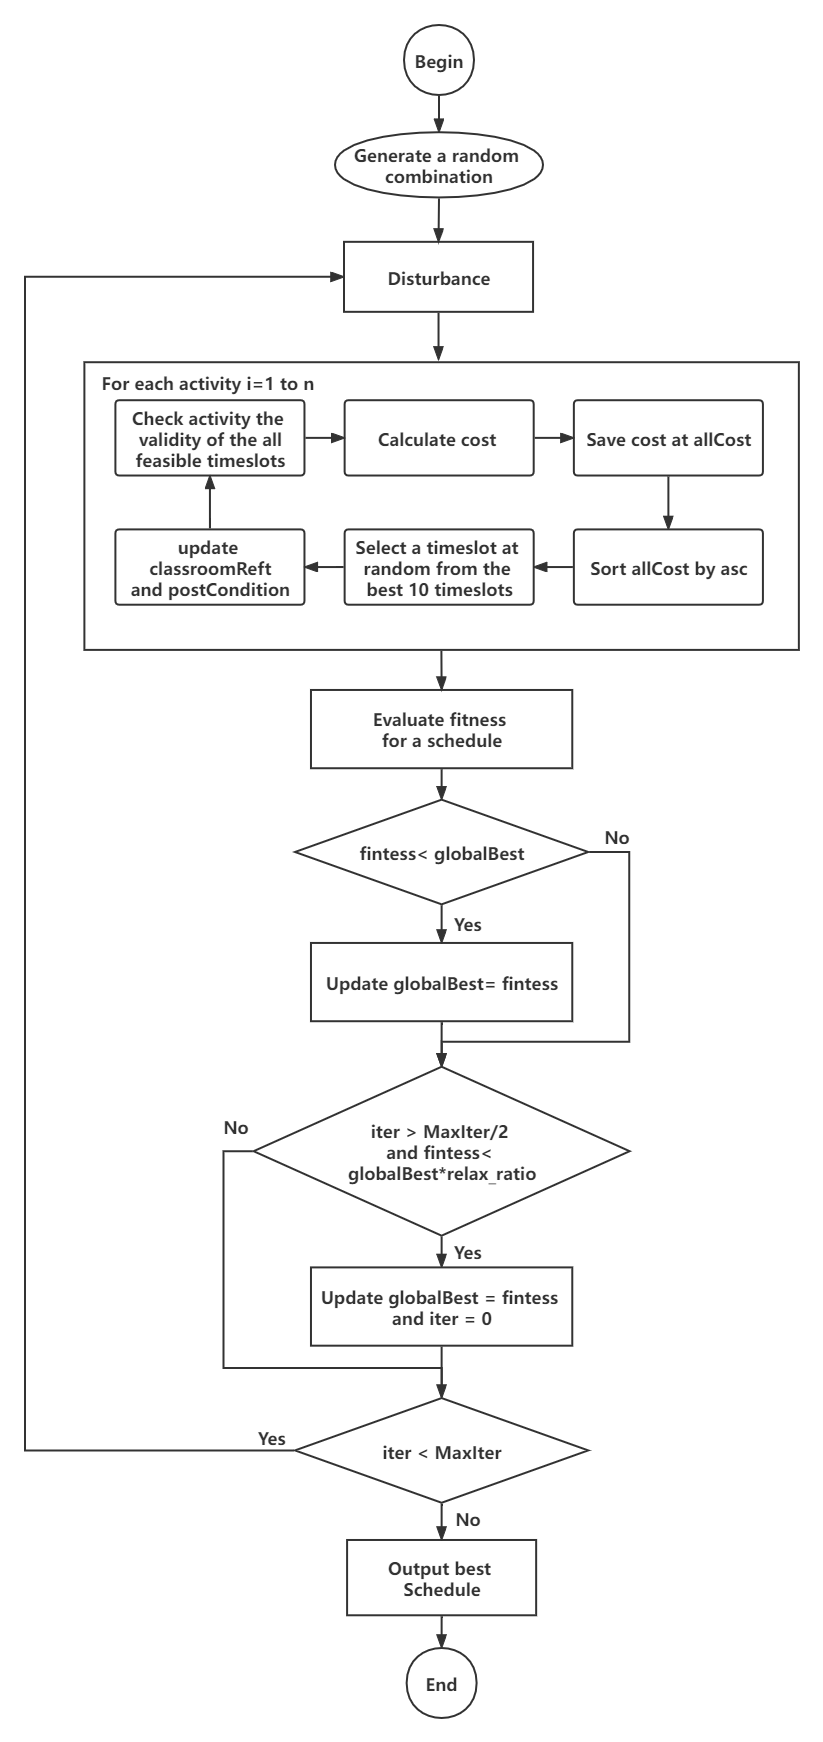 Begin
Generate a random
combination
Disturbance
For each activity i=1 to n
Check activity the
validity of the all
feasible timeslots
Calculate cost
Save cost at allCost
Sort allCost by asc
Select a timeslot at
random from the
best 10 timeslots
update
classroomReft
and postCondition
Evaluate fitness
for a schedule
fintess< globalBest
No
Yes
Update globalBest= fintess
No
iter > MaxIter/2
and fintess<
globalBest*relax_ratio
Yes
Update globalBest = fintess
and iter = 0
Yes
iter < MaxIter
No
Output best
Schedule
End